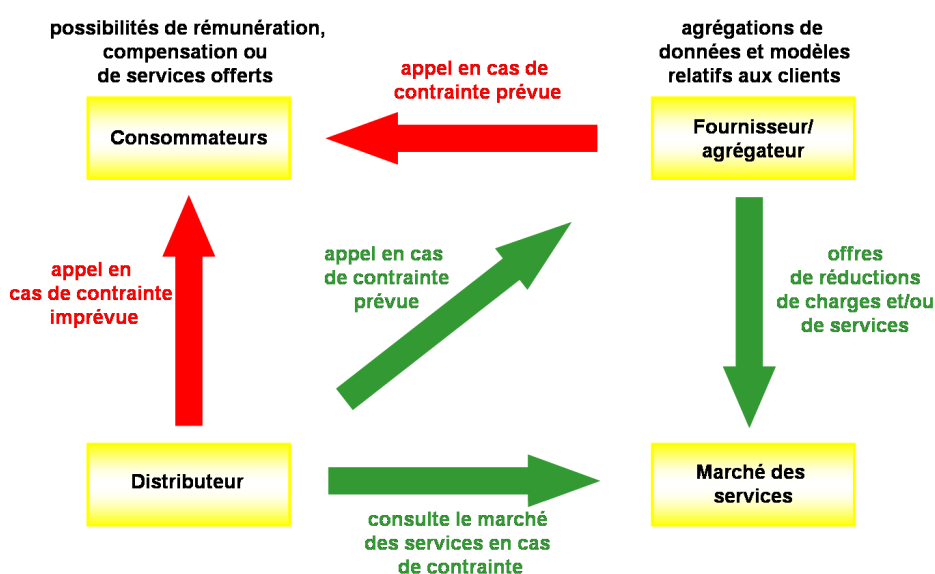 possibilités de rémunération,
compensation ou
de services offerts
agrégations de
données et modèles
relatifs aux clients
appel en cas de
contrainte prévue
Consommateurs
Fournisseur/
agrégateur
appel en
cas de contrainte
imprévue
appel en cas
de contrainte
prévue
offres
de réductions
de charges et/ou
de services
Distributeur
Marché des
services
consulte le marché
des services en cas
de contrainte